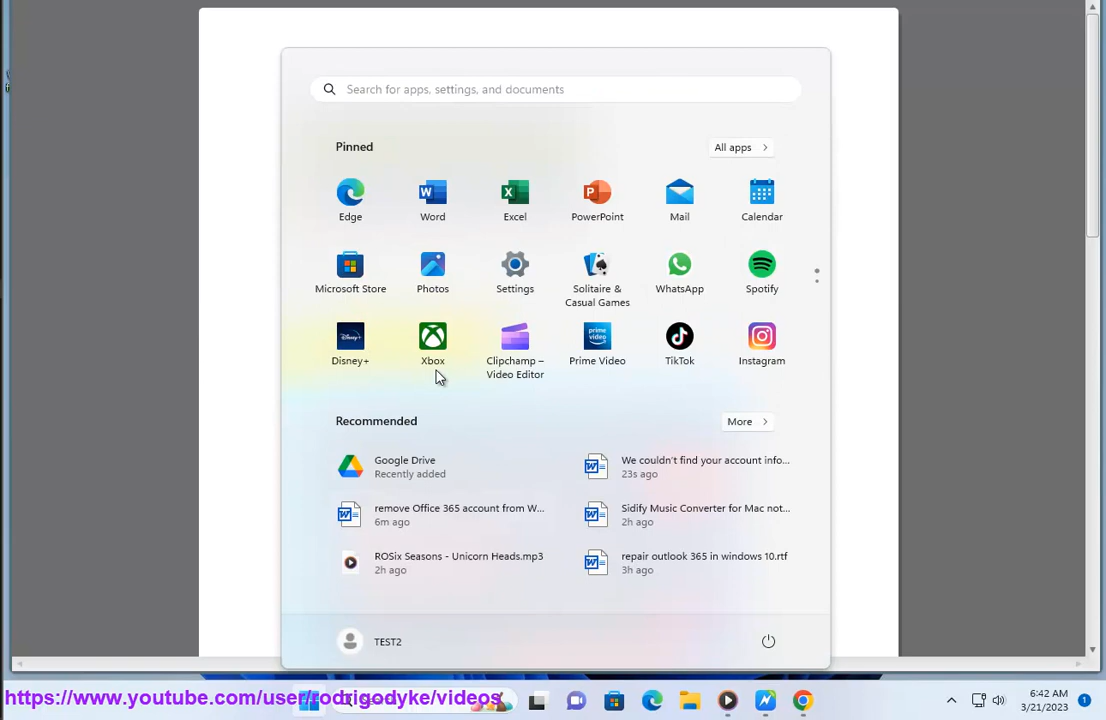 Search for apps, settings, and documents
Pinned
All apps
Edge
Word
Excel
PowerPoint
Mail
Calendar
Microsoft Store
Photos
Settings
Solitaire &
Casual Games
WhatsApp
Spotify
Disney+
Xbox
Clipchamp –
Video Editor
Prime Video
TikTok
Instagram
Recommended
More
Google Drive
Recently added
We couldn't find your account info...
23s ago
remove Office 365 account from W...
6m ago
Sidify Music Converter for Mac not...
2h ago
ROSix Seasons - Unicorn Heads.mp3
2h ago
repair outlook 365 in windows 10.rtf
3h ago
TEST2
https://www.youtube.com/user/rodrigodyke/videos
6:42 AM
3/21/2023
1